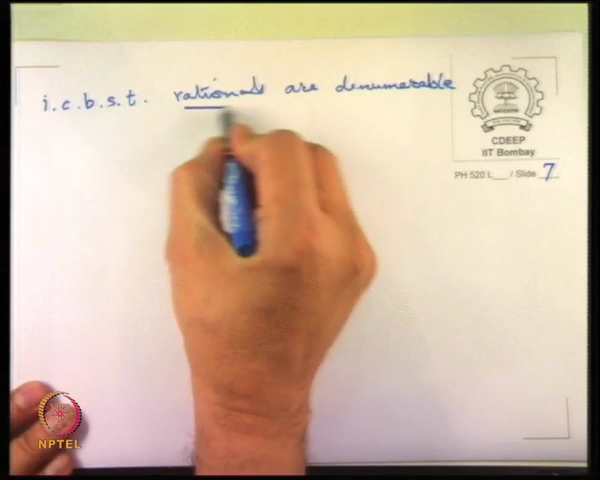 i.c.b.s.t. rationals are denumerable
CDEEP
IIT Bombay
PH 520 L___ / Slide 7
NPTEL